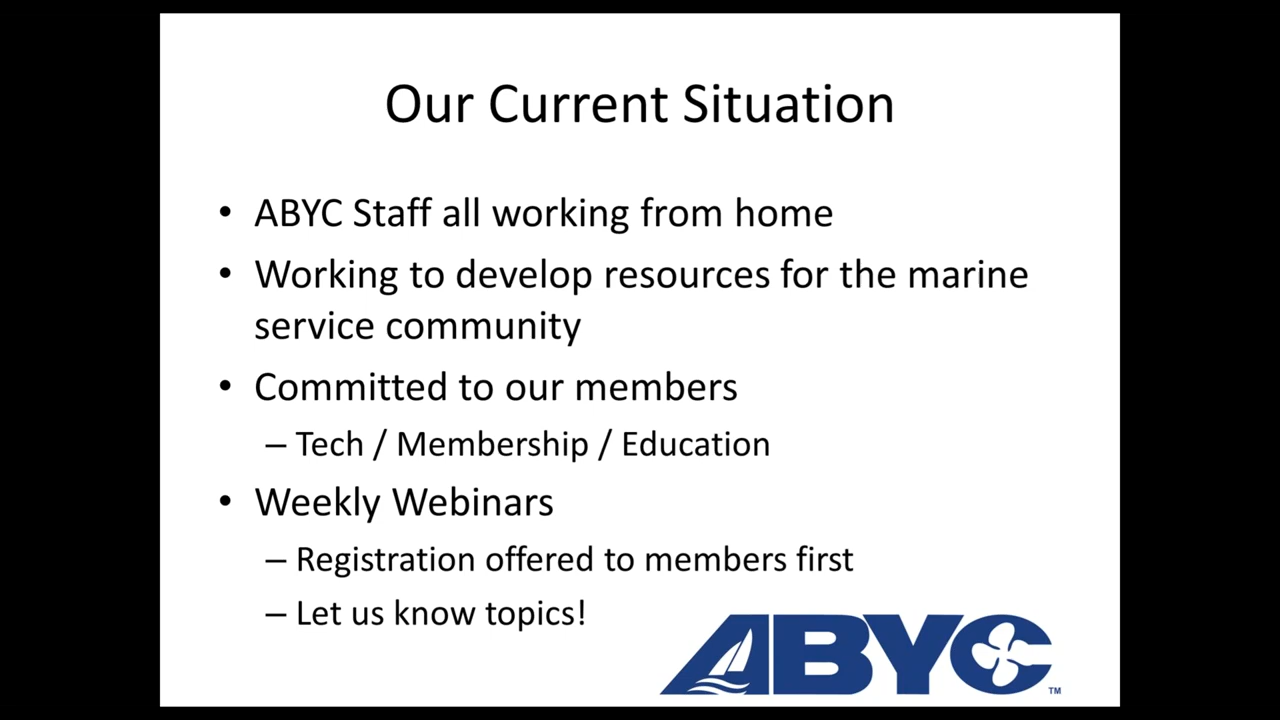 Our Current Situation
• ABYC Staff all working from home
• Working to develop resources for the marine
service community
• Committed to our members
– Tech / Membership / Education
• Weekly Webinars
– Registration offered to members first
– Let us know topics!
ABYC TM